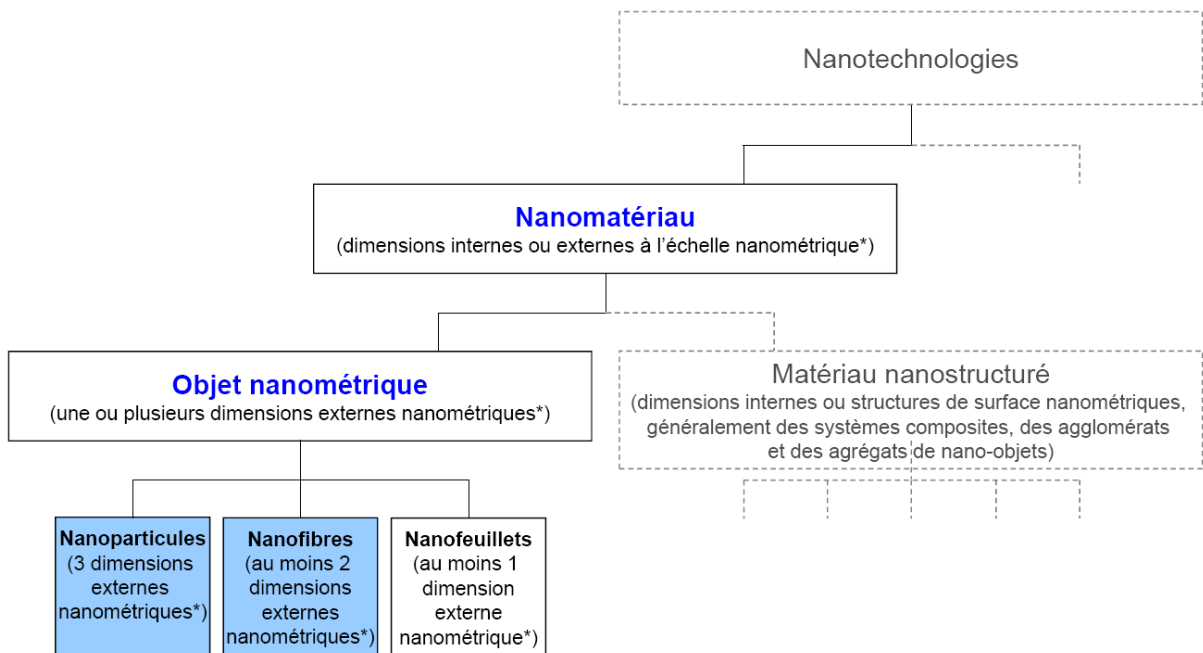 Nanotechnologies
Nanomatériau
(dimensions internes ou externes à l'échelle nanométrique*)
Objet nanométrique
(une ou plusieurs dimensions externes nanométriques*)
Matériau nanostructuré
(dimensions internes ou structures de surface nanométriques,
généralement des systèmes composites, des agglomérats
et des agrégats de nano-objets)
Nanoparticules
(3 dimensions
externes
nanométriques*)
Nanofibres
(au moins 2
dimensions
externes
nanométriques*)
Nanofeuillets
(au moins 1
dimension
externe
nanométrique*)